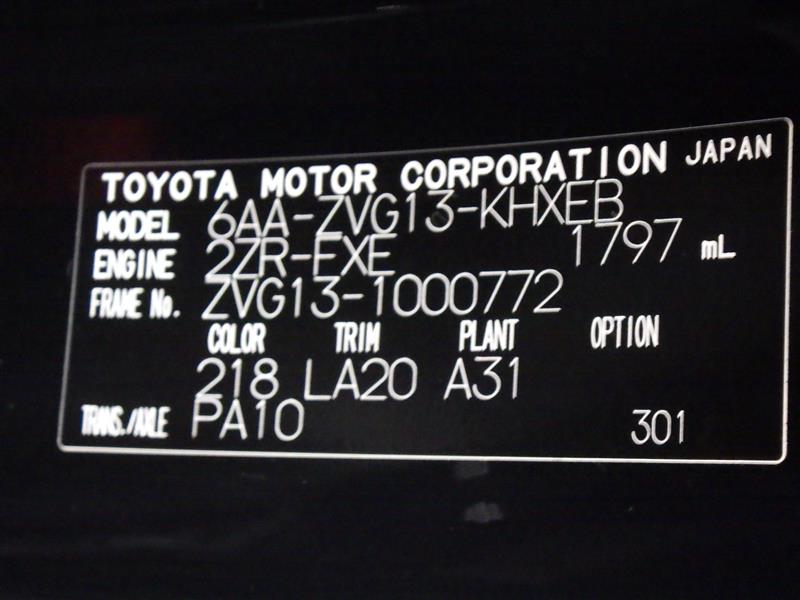 TOYOTA MOTOR CORPORATION JAPAN
MODEL 6AA-ZVG13-KHXEB
ENGINE 2ZR-FXE 1797 mL
FRAME No. ZVG13-1000772
COLOR TRIM PLANT OPTION
218 LA20 A31
TRANS./AXLE PA10 301